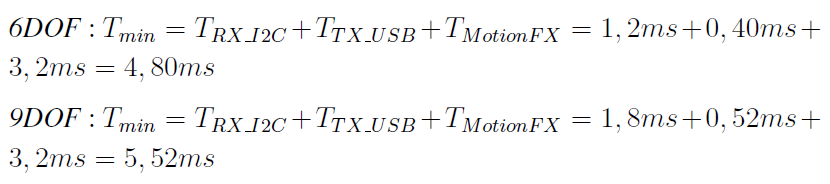 6DOF : T_min = T_RX_I2C + T_TX_USB + T_MotionFX = 1, 2ms + 0, 40ms +
3, 2ms = 4, 80ms
9DOF : T_min = T_RX_I2C + T_TX_USB + T_MotionFX = 1, 8ms + 0, 52ms +
3, 2ms = 5, 52ms